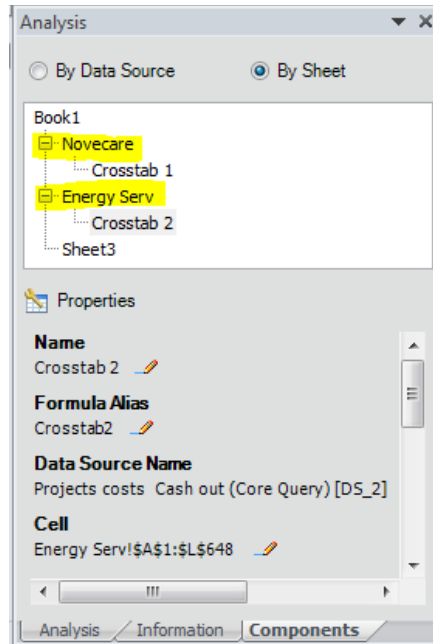 Analysis
By Data Source By Sheet
Book1
Novecare
Crosstab 1
Energy Serv
Crosstab 2
Sheet3
Properties
Name
Crosstab 2
Formula Alias
Crosstab2
Data Source Name
Projects costs Cash out (Core Query) [DS_2]
Cell
Energy Serv!$A$1:$L$648
Analysis Information Components